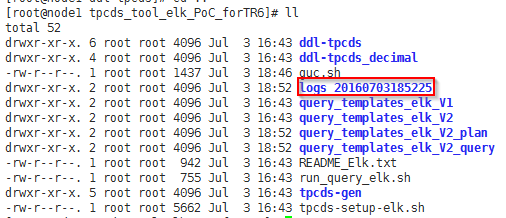 [root@node1 tpcds_tool_elk_PoC_forTR6]# ll
total 52
drwxr-xr-x. 6 root root 4096 Jul  3 16:43 ddl-tpcds
drwxr-xr-x. 4 root root 4096 Jul  3 16:43 ddl-tpcds_decimal
-rw-r--r--. 1 root root 1437 Jul  3 18:46 guc.sh
drwxr-xr-x. 2 root root 4096 Jul  3 18:52 logs_20160703185225
drwxr-xr-x. 2 root root 4096 Jul  3 16:43 query_templates_elk_V1
drwxr-xr-x. 2 root root 4096 Jul  3 16:43 query_templates_elk_V2
drwxr-xr-x. 2 root root 4096 Jul  3 18:52 query_templates_elk_V2_plan
drwxr-xr-x. 2 root root 4096 Jul  3 18:52 query_templates_elk_V2_query
-rw-r--r--. 1 root root  942 Jul  3 16:43 README_Elk.txt
-rw-r--r--. 1 root root  755 Jul  3 16:43 run_query_elk.sh
drwxr-xr-x. 5 root root 4096 Jul  3 16:43 tpcds-gen
-rw-r--r--. 1 root root 5662 Jul  3 16:43 tpcds-setup-elk.sh